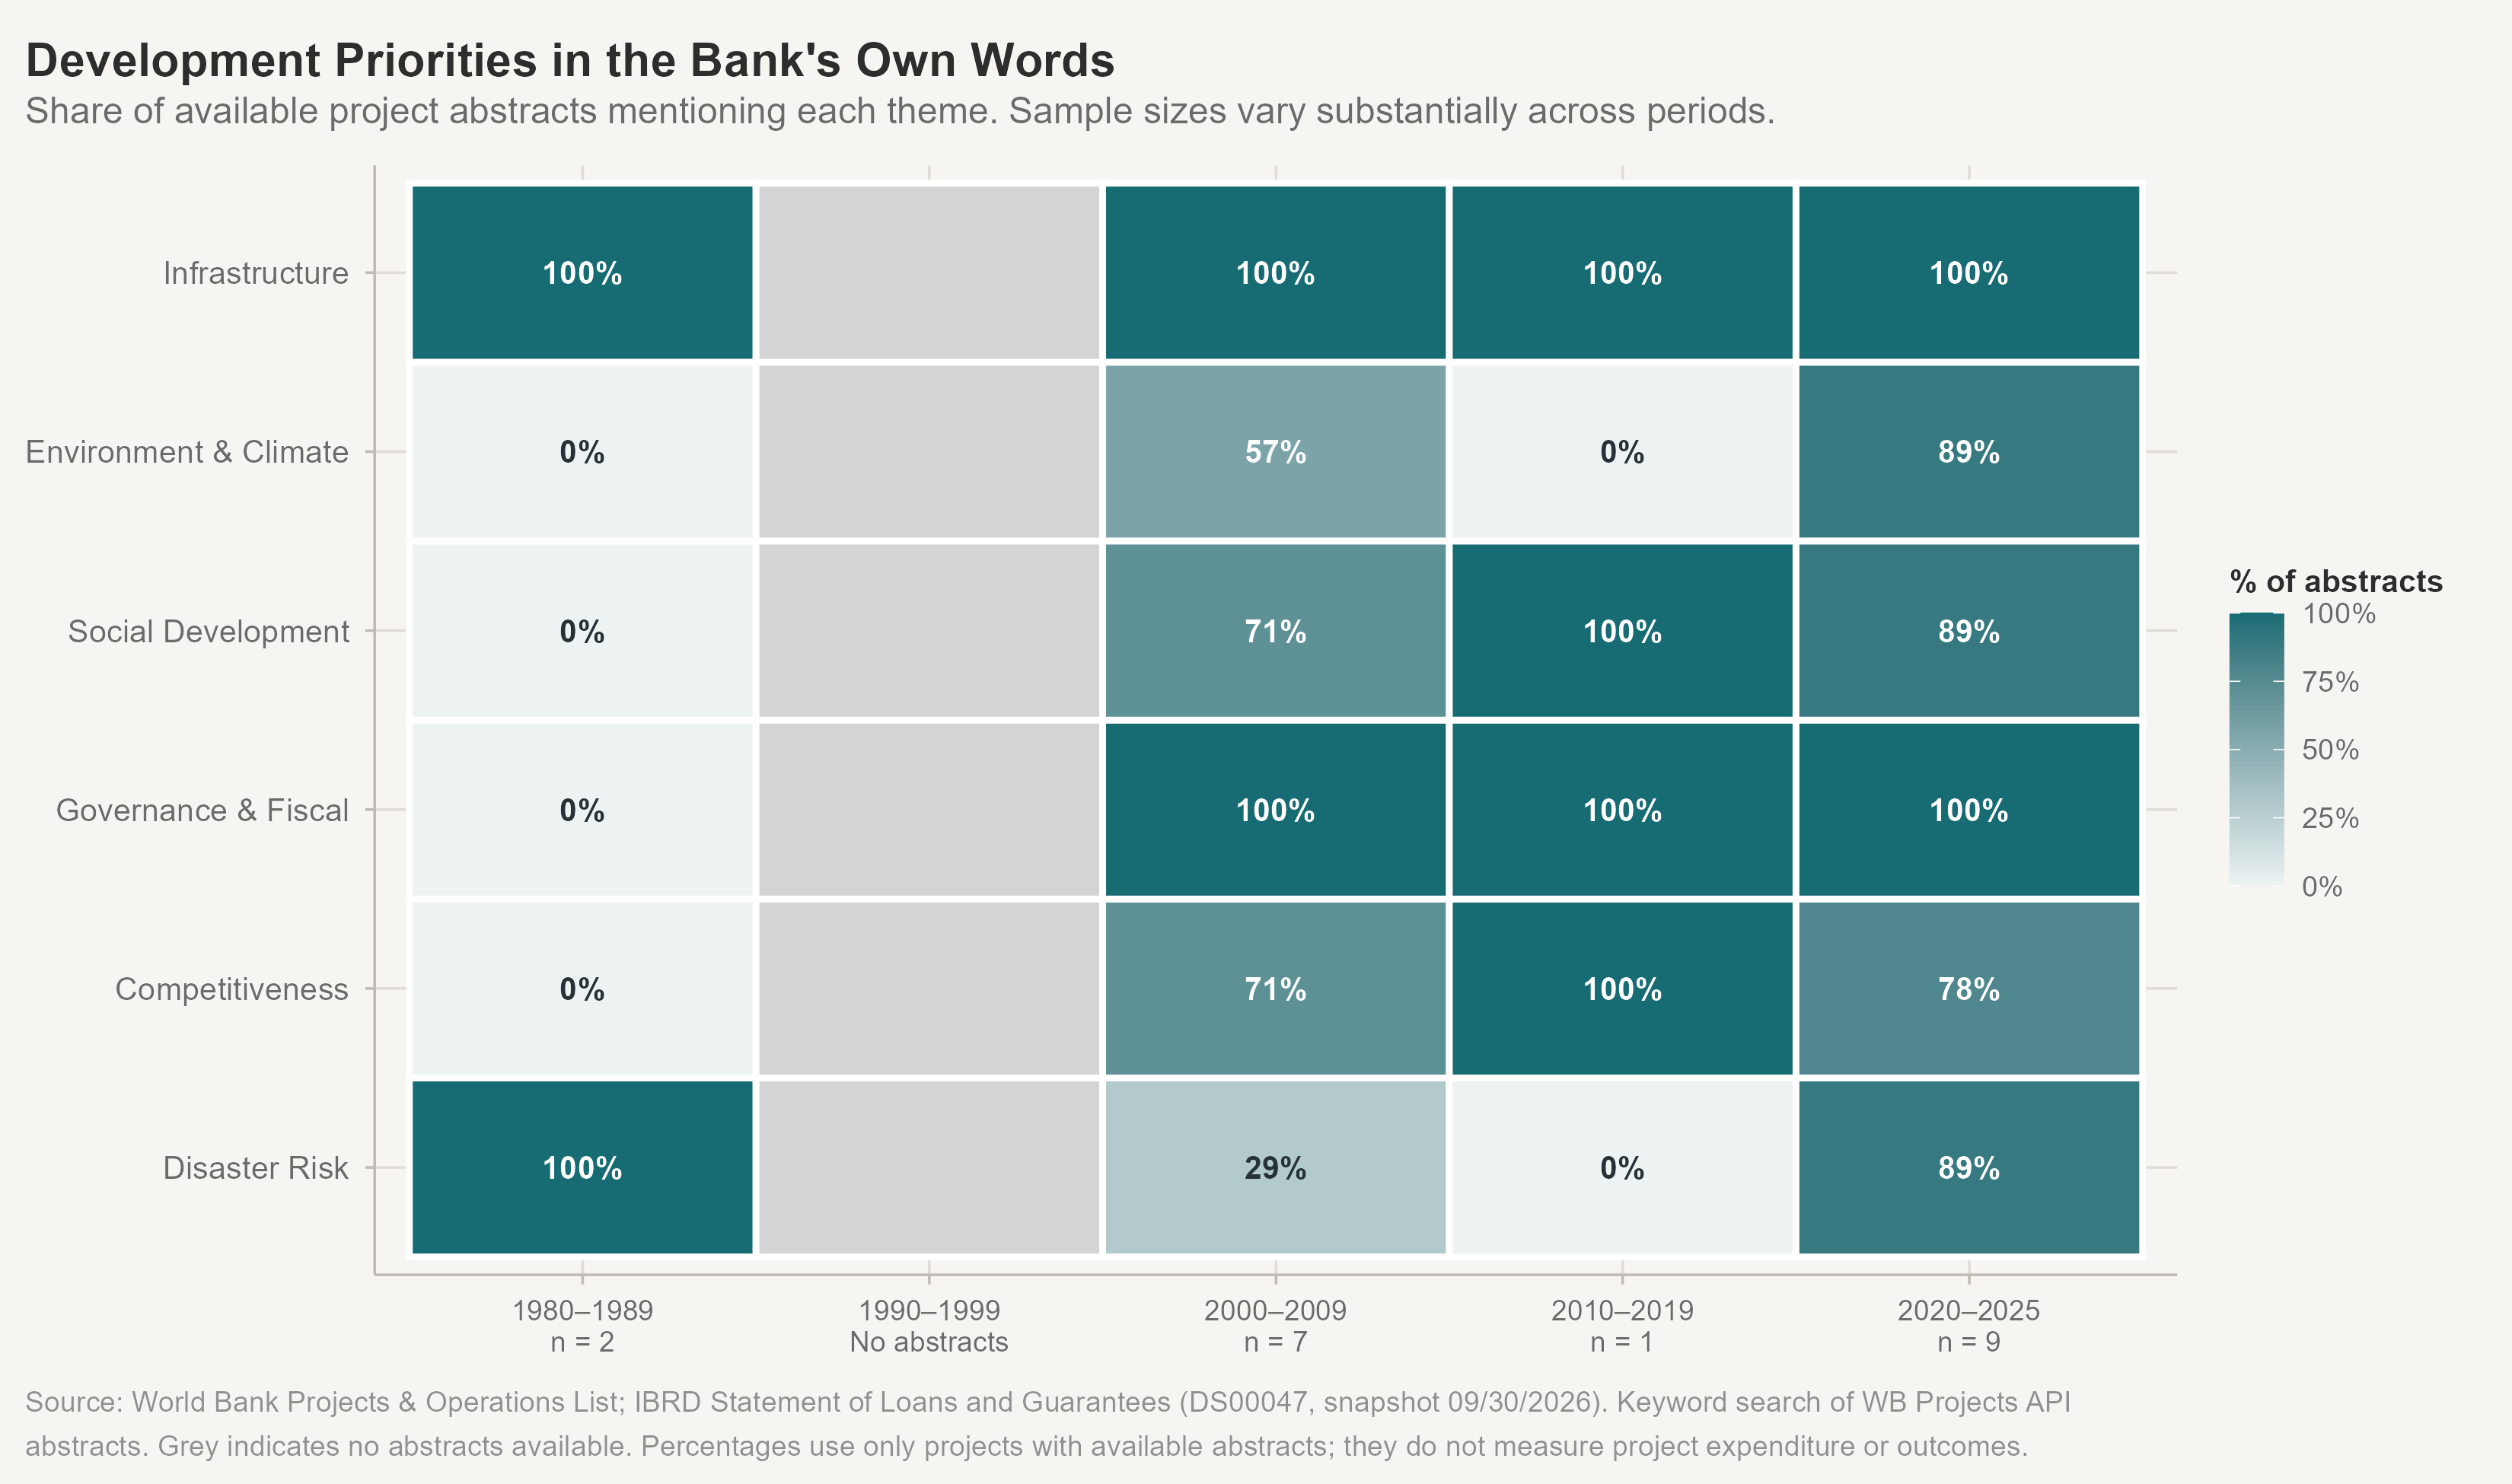 Development Priorities in the Bank's Own Words
Share of available project abstracts mentioning each theme. Sample sizes vary substantially across periods.
Infrastructure 100% 100% 100% 100%
Environment & Climate 0% 57% 0% 89%
Social Development 0% 71% 100% 89%
Governance & Fiscal 0% 100% 100% 100%
Competitiveness 0% 71% 100% 78%
Disaster Risk 100% 29% 0% 89%
1980–1989 1990–1999 2000–2009 2010–2019 2020–2025
n = 2 No abstracts n = 7 n = 1 n = 9
% of abstracts
100%
75%
50%
25%
0%
Source: World Bank Projects & Operations List; IBRD Statement of Loans and Guarantees (DS00047, snapshot 09/30/2026). Keyword search of WB Projects API
abstracts. Grey indicates no abstracts available. Percentages use only projects with available abstracts; they do not measure project expenditure or outcomes.